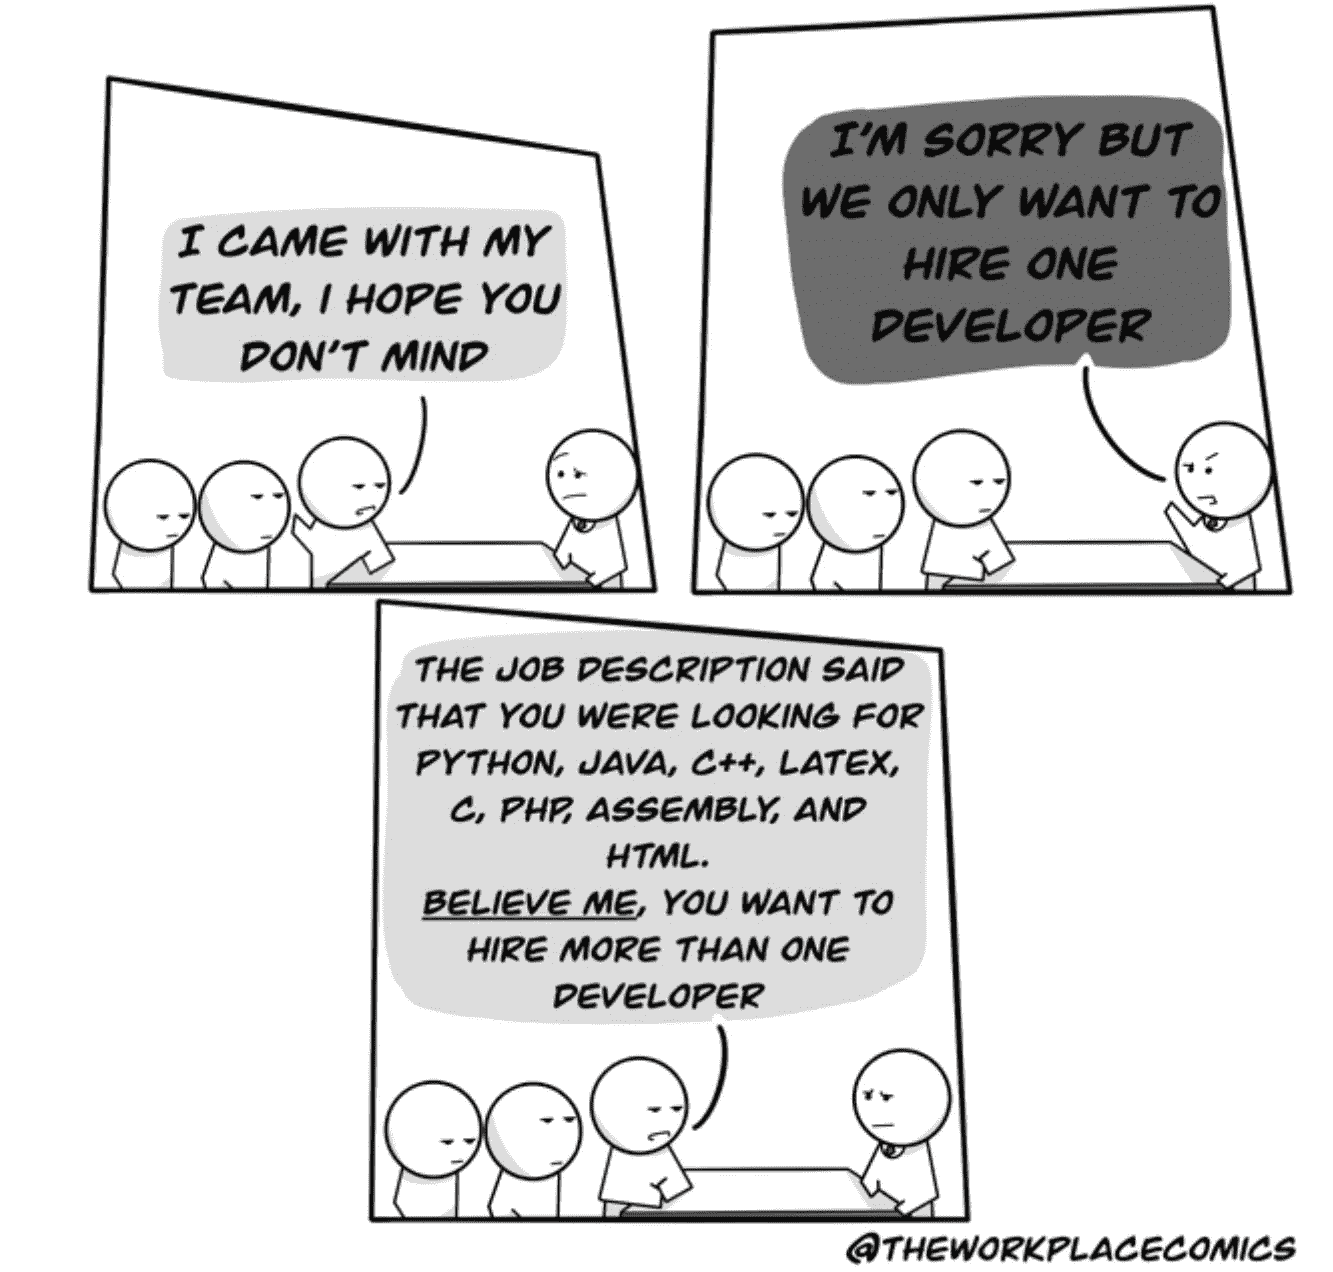 I CAME WITH MY
TEAM, I HOPE YOU
DON'T MIND
I'M SORRY BUT
WE ONLY WANT TO
HIRE ONE
DEVELOPER
THE JOB DESCRIPTION SAID
THAT YOU WERE LOOKING FOR
PYTHON, JAVA, C++, LATEX,
C, PHP, ASSEMBLY, AND
HTML.
BELIEVE ME, YOU WANT TO
HIRE MORE THAN ONE
DEVELOPER
@THEWORKPLACECOMICS